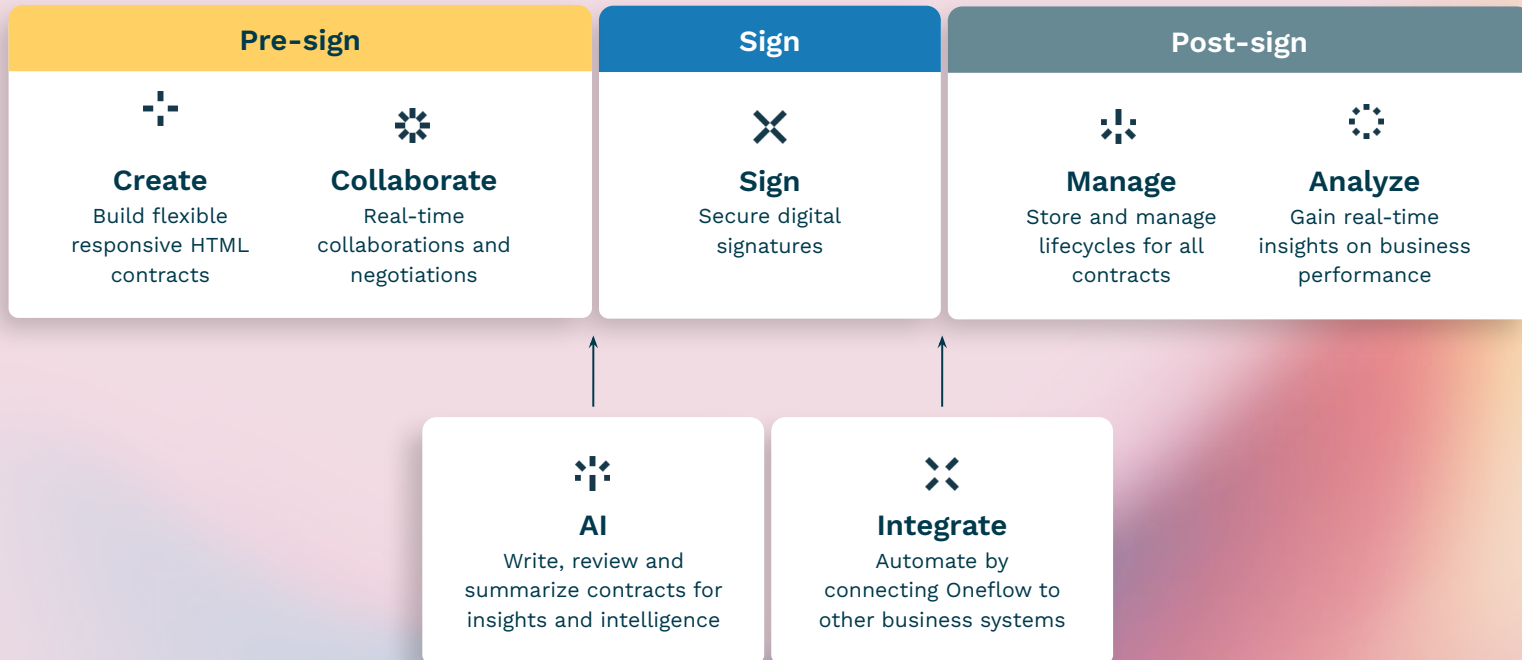 Pre-sign
Create
Build flexible
responsive HTML
contracts
Collaborate
Real-time
collaborations and
negotiations
Sign
Sign
Secure digital
signatures
Post-sign
Manage
Store and manage
lifecycles for all
contracts
Analyze
Gain real-time
insights on business
performance
AI
Write, review and
summarize contracts for
insights and intelligence
Integrate
Automate by
connecting Oneflow to
other business systems